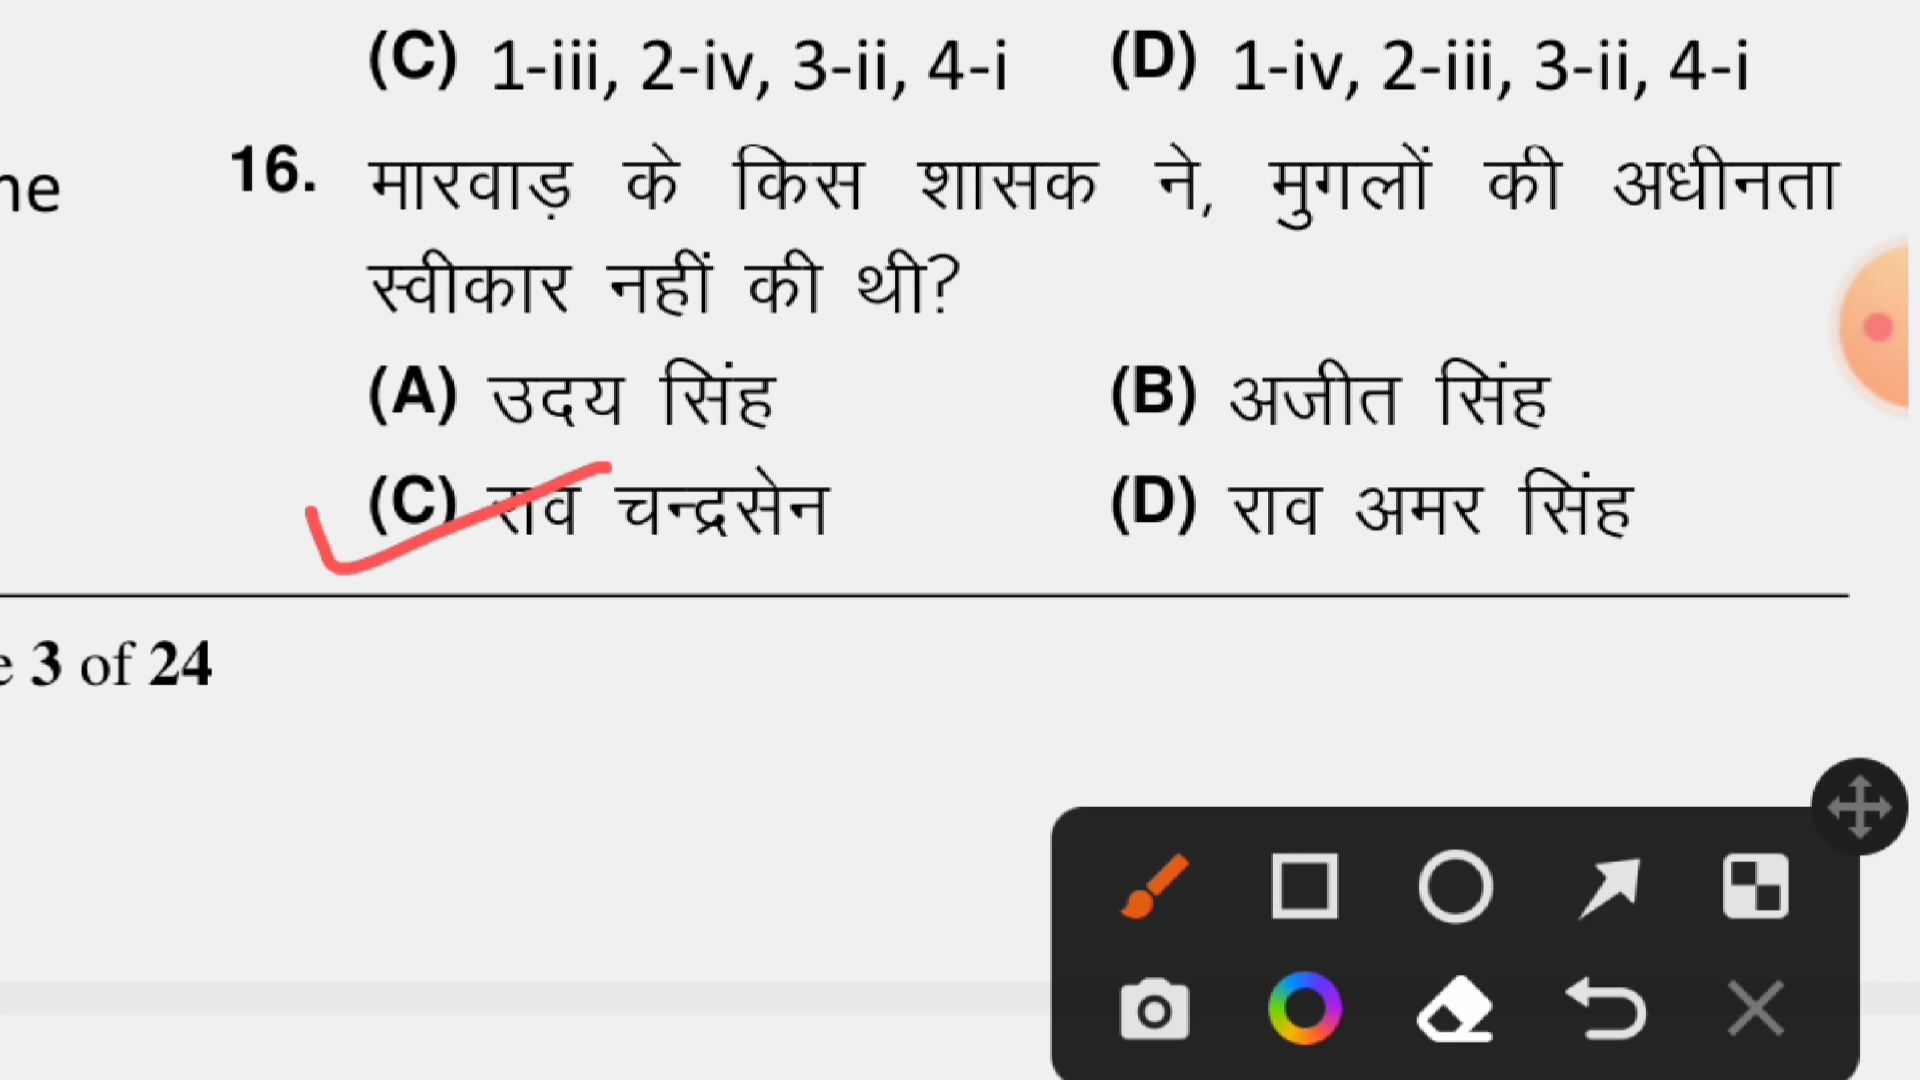 (C) 1-iii, 2-iv, 3-ii, 4-i (D) 1-iv, 2-iii, 3-ii, 4-i
he
16. मारवाड़ के किस शासक ने, मुगलों की अधीनता
स्वीकार नहीं की थी?
(A) उदय सिंह (B) अजीत सिंह
(C) राव चन्द्रसेन (D) राव अमर सिंह
e 3 of 24